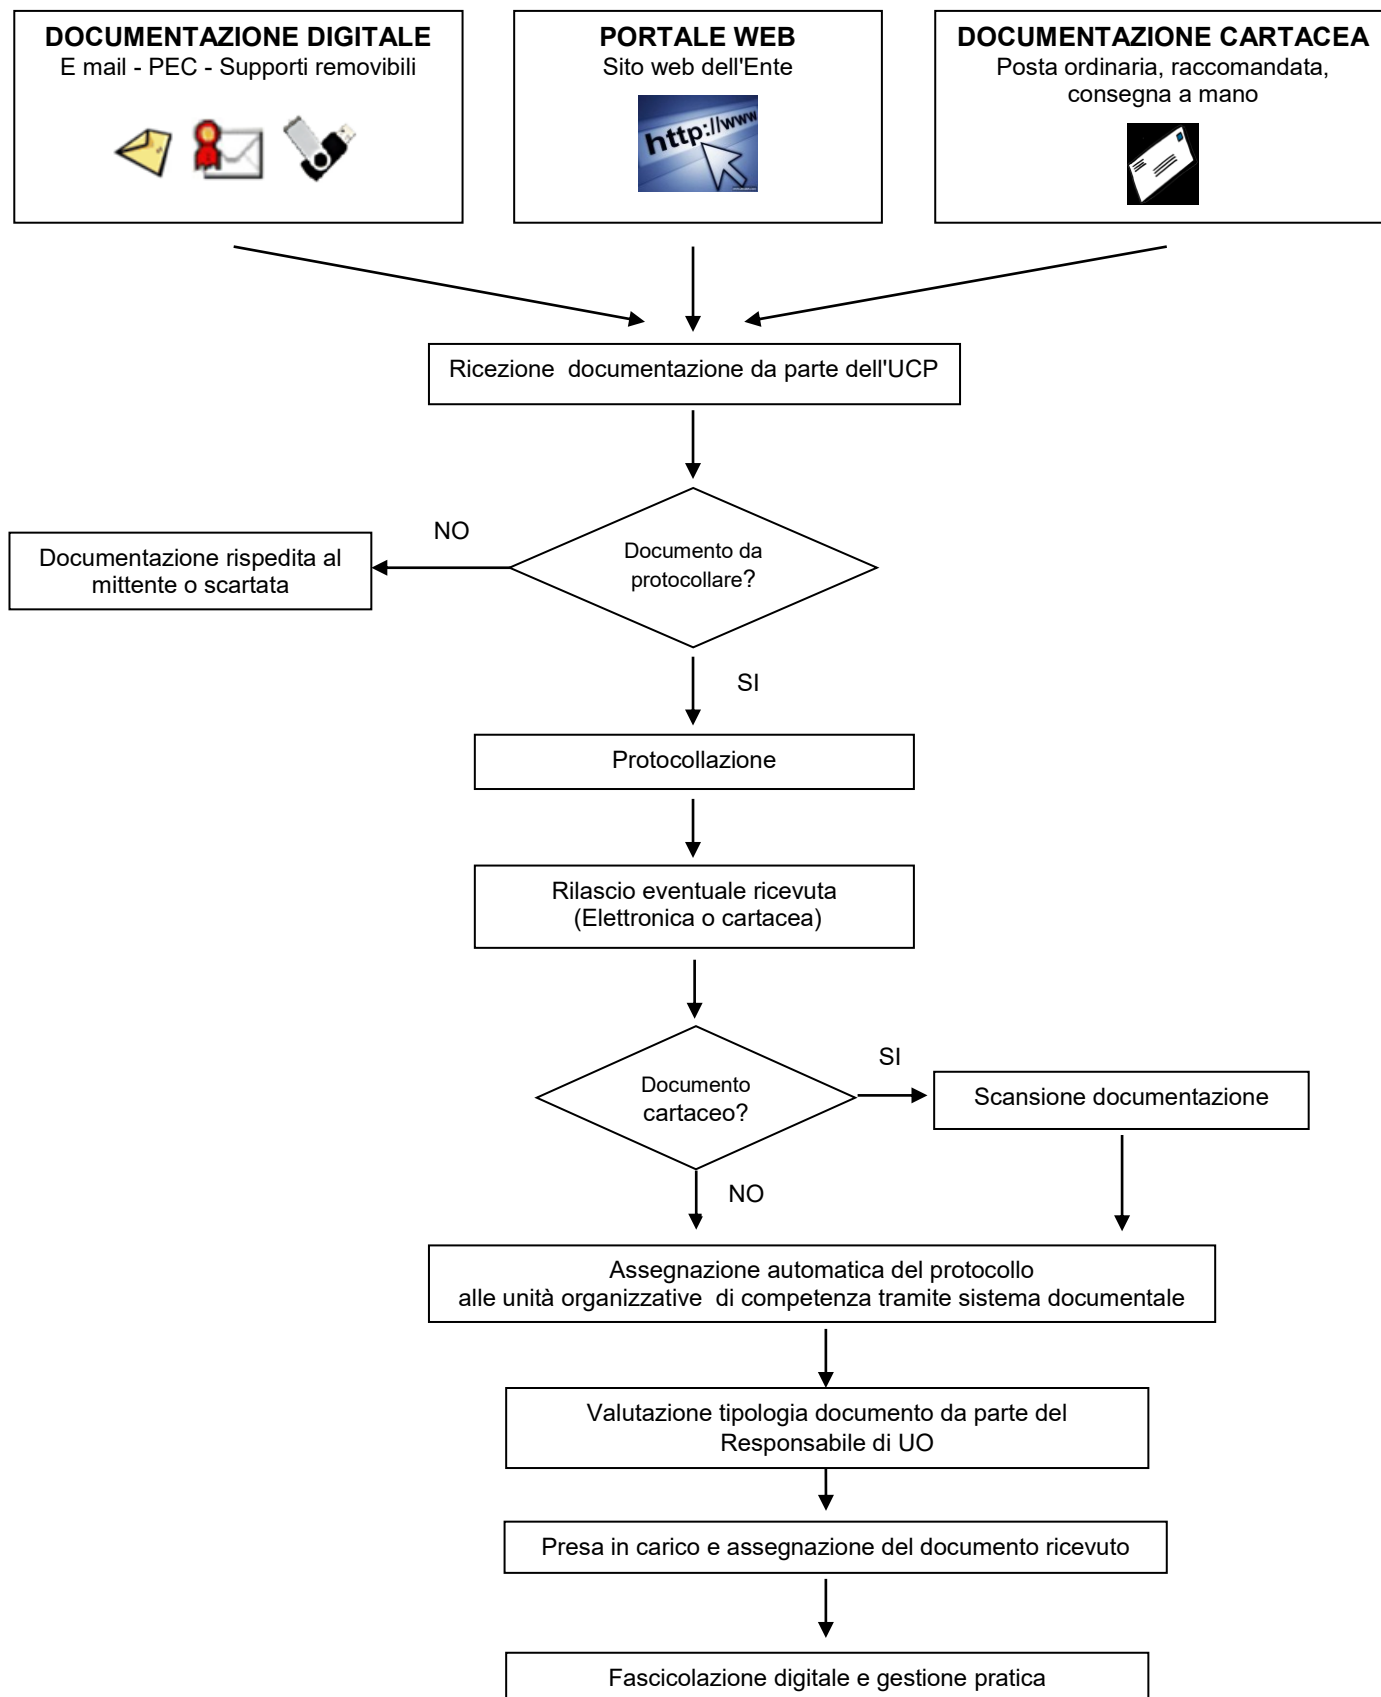 DOCUMENTAZIONE DIGITALE
E mail - PEC - Supporti removibili
PORTALE WEB
Sito web dell'Ente
http://www
DOCUMENTAZIONE CARTACEA
Posta ordinaria, raccomandata,
consegna a mano
Ricezione documentazione da parte dell'UCP
NO
Documento da
protocollare?
Documentazione rispedita al
mittente o scartata
SI
Protocollazione
Rilascio eventuale ricevuta
(Elettronica o cartacea)
SI
Documento
cartaceo?
Scansione documentazione
NO
Assegnazione automatica del protocollo
alle unità organizzative di competenza tramite sistema documentale
Valutazione tipologia documento da parte del
Responsabile di UO
Presa in carico e assegnazione del documento ricevuto
Fascicolazione digitale e gestione pratica